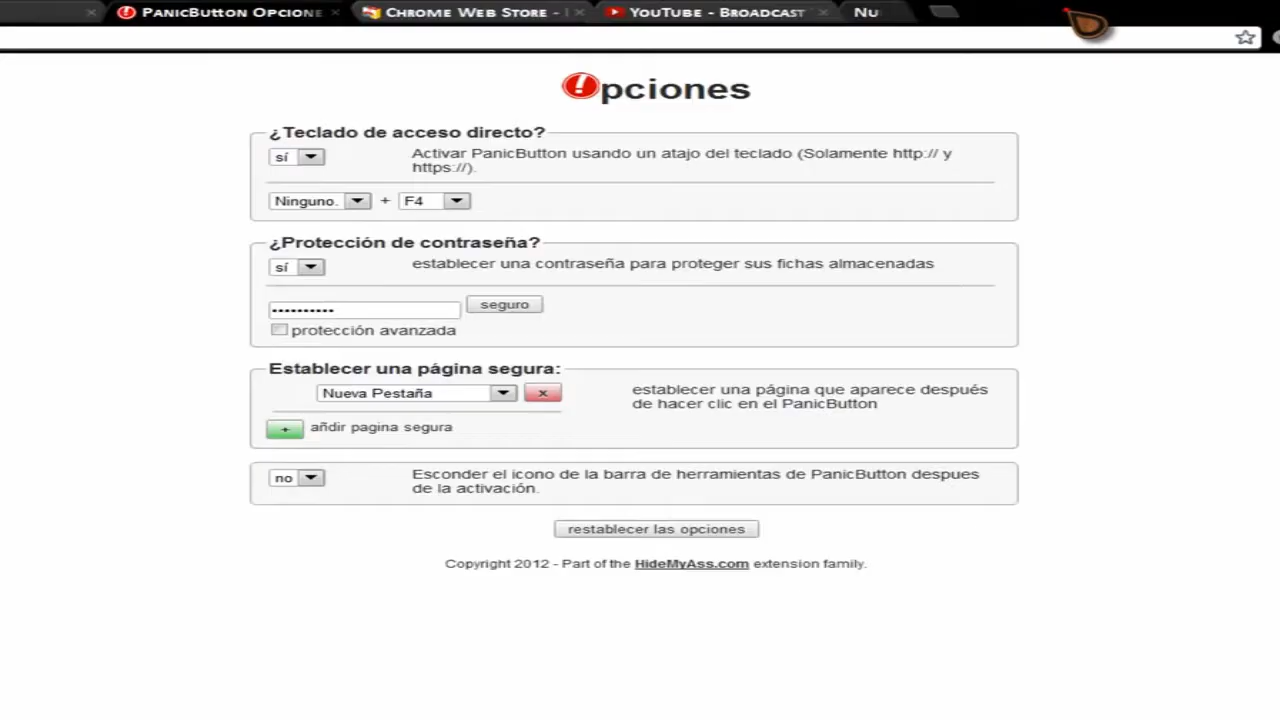 PanicButton Opcione
Chrome Web Store -
YouTube - Broadcast
Nu
pciones
¿Teclado de acceso directo?
sí
Activar PanicButton usando un atajo del teclado (Solamente http:// y
https://).
Ninguno. + F4
¿Protección de contraseña?
sí
establecer una contraseña para proteger sus fichas almacenadas
••••••••••
seguro
protección avanzada
Establecer una página segura:
Nueva Pestaña
x
establecer una página que aparece después
de hacer clic en el PanicButton
+
añdir pagina segura
no
Esconder el icono de la barra de herramientas de PanicButton despues
de la activación.
restablecer las opciones
Copyright 2012 - Part of the HideMyAss.com extension family.